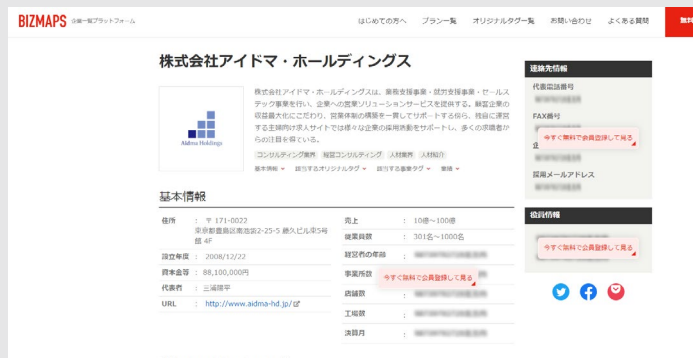 BIZMAPS 企業一覧プラットフォーム
はじめての方へ プラン一覧 オリジナルタグ一覧 お問い合わせ よくある質問 無料
株式会社アイドマ・ホールディングス
Aidma Holdings
株式会社アイドマ・ホールディングスは、業務支援事業・就労支援事業・セールス
テック事業を行い、企業への営業ソリューションサービスを提供する。顧客企業の
収益最大化にこだわり、営業体制の構築を一貫してサポートする傍ら、独自に運営
する主婦向け求人サイトでは様々な企業の採用活動をサポートし、多くの求職者か
らの注目を得ている。
コンサルティング業界 経営コンサルティング 人材業界 人材紹介
基本情報 該当するオリジナルタグ 該当する事業タグ 業績
基本情報
住所 : 〒 171-0022
東京都豊島区南池袋2-25-5 藤久ビル東5号
館 4F
設立年度 : 2008/12/22
資本金等 : 88,100,000円
代表者 : 三浦陽平
URL : http://www.aidma-hd.jp/
売上 : 10億~100億
従業員数 : 301名~1000名
経営者の年齢 :
事業所数
今すぐ無料で会員登録して見る
店舗数 :
工場数 :
決算月 :
連絡先情報
代表電話番号
FAX番号
今すぐ無料で会員登録して見る
採用メールアドレス
役員情報
今すぐ無料で会員登録して見る